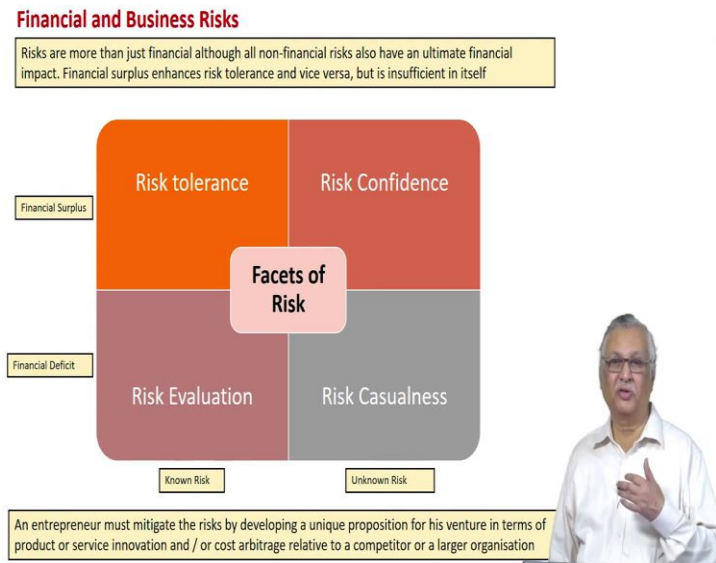 Financial and Business Risks
Risks are more than just financial although all non-financial risks also have an ultimate financial
impact. Financial surplus enhances risk tolerance and vice versa, but is insufficient in itself
Risk tolerance
Risk Confidence
Financial Surplus
Facets of
Risk
Financial Deficit
Risk Evaluation
Risk Casualness
Known Risk
Unknown Risk
An entrepreneur must mitigate the risks by developing a unique proposition for his venture in terms of
product or service innovation and / or cost arbitrage relative to a competitor or a larger organisation